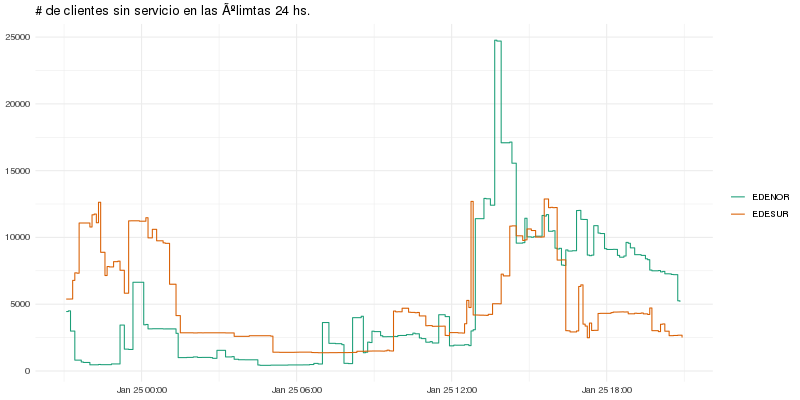 # de clientes sin servicio en las Ãºlimtas 24 hs.
25000
20000
15000
10000
5000
0
Jan 25 00:00
Jan 25 06:00
Jan 25 12:00
Jan 25 18:00
EDENOR
EDESUR